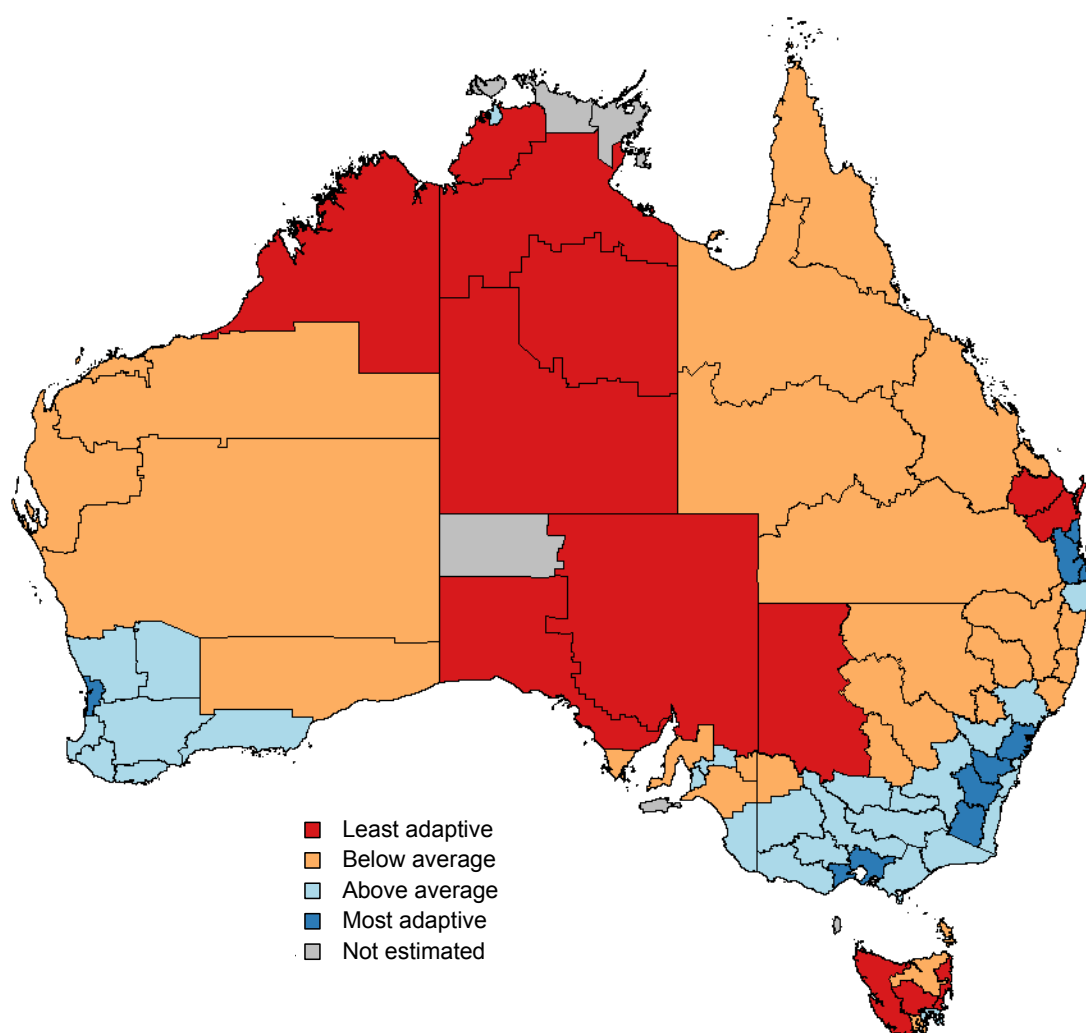 Least adaptive
Below average
Above average
Most adaptive
Not estimated